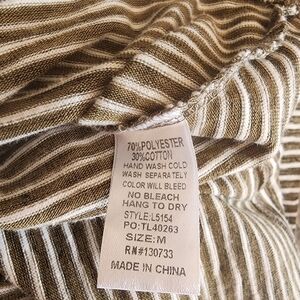 70%POLYESTER
30%COTTON
HAND WASH COLD
WASH SEPARATELY
COLOR WILL BLEED
NO BLEACH
HANG TO DRY
STYLE:L5154
PO:TL40263
SIZE:M
RN#130733
MADE IN CHINA